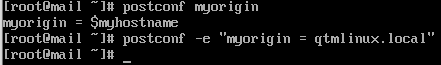 [root@mail ~]# postconf myorigin
myorigin = $myhostname
[root@mail ~]# postconf -e "myorigin = qtmlinux.local"
[root@mail ~]# _